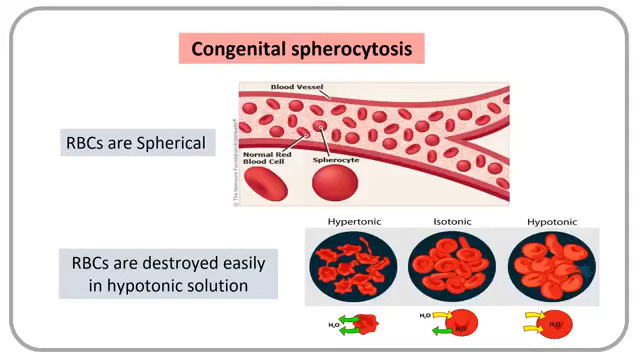 Congenital spherocytosis
RBCs are Spherical
Blood Vessel
Normal Red
Blood Cell
Spherocyte
Hypertonic
Isotonic
Hypotonic
RBCs are destroyed easily
in hypotonic solution
H₂O
H₂O
H₂O
H₂O